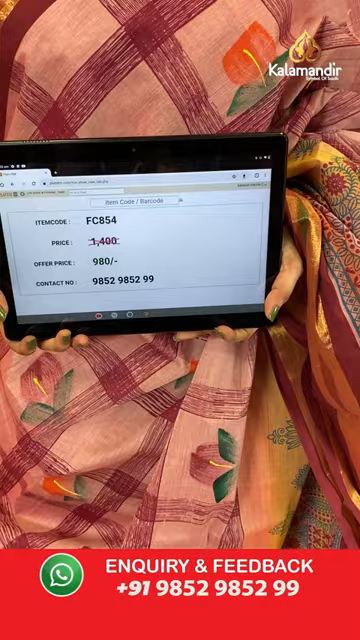 Kalamandir
Item Code / Barcode
ITEMCODE : FC854
PRICE : 1,400
OFFER PRICE : 980/-
CONTACT NO : 9852 9852 99
ENQUIRY & FEEDBACK
+91 9852 9852 99